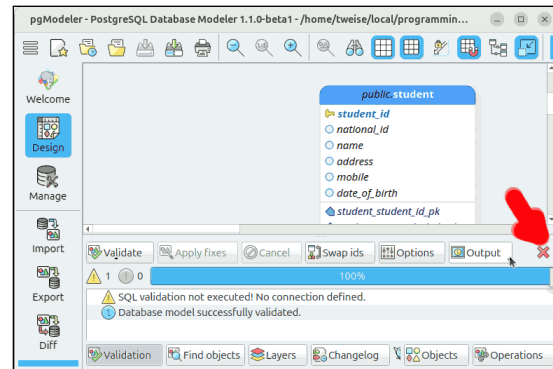 pgModeler - PostgreSQL Database Modeler 1.1.0-beta1 - /home/tweise/local/programmin...
Welcome
Design
Manage
Import
Export
Diff
public.student
student_id
national_id
name
address
mobile
date_of_birth
student_student_id_pk
Validate Apply fixes Cancel Swap ids Options Output
1 0 100%
SQL validation not executed! No connection defined.
Database model successfully validated.
Validation Find objects Layers Changelog Objects Operations